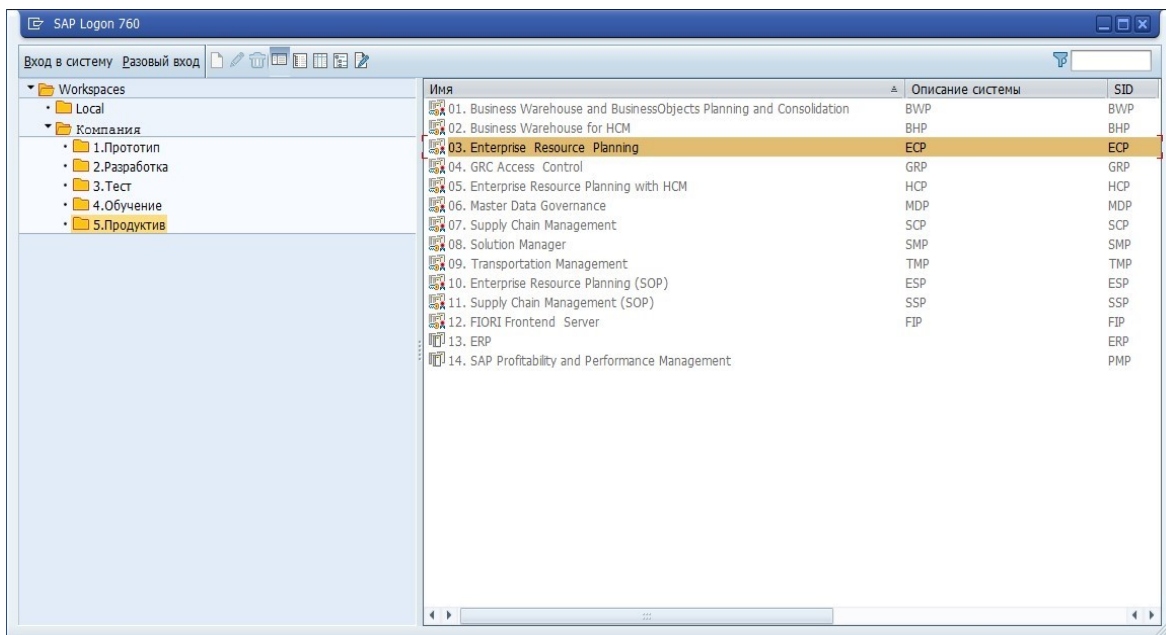 SAP Logon 760
Вход в систему Разовый вход
Workspaces
Local
Компания
1.Прототип
2.Разработка
3.Тест
4.Обучение
5.Продуктив
Имя Описание системы SID
01. Business Warehouse and BusinessObjects Planning and Consolidation BWP BWP
02. Business Warehouse for HCM BHP BHP
03. Enterprise Resource Planning ECP ECP
04. GRC Access Control GRP GRP
05. Enterprise Resource Planning with HCM HCP HCP
06. Master Data Governance MDP MDP
07. Supply Chain Management SCP SCP
08. Solution Manager SMP SMP
09. Transportation Management TMP TMP
10. Enterprise Resource Planning (SOP) ESP ESP
11. Supply Chain Management (SOP) SSP SSP
12. FIORI Frontend Server FIP FIP
13. ERP ERP
14. SAP Profitability and Performance Management PMP